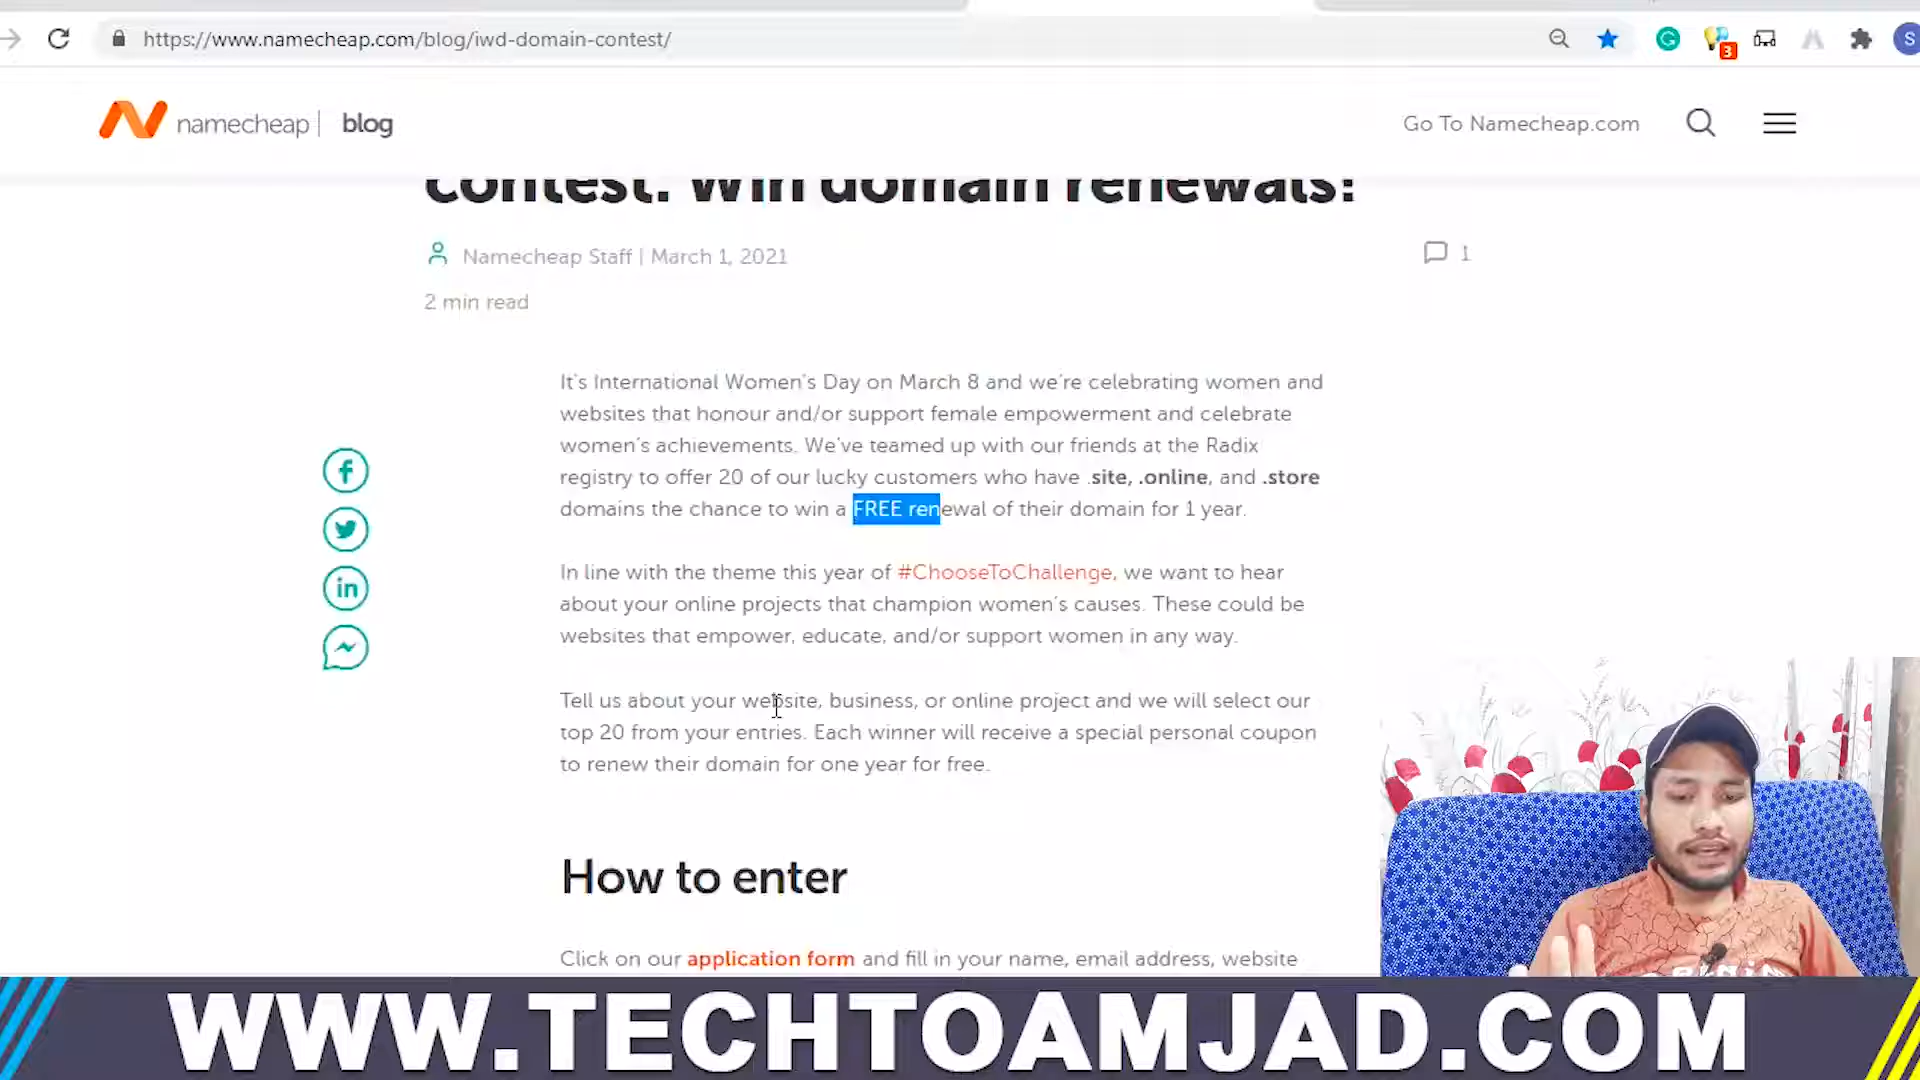 https://www.namecheap.com/blog/iwd-domain-contest/
3
S
namecheap | blog
Go To Namecheap.com
contest: Win domain renewals!
Namecheap Staff | March 1, 2021
1
2 min read
It's International Women's Day on March 8 and we're celebrating women and
websites that honour and/or support female empowerment and celebrate
women's achievements. We've teamed up with our friends at the Radix
registry to offer 20 of our lucky customers who have .site, .online, and .store
domains the chance to win a FREE renewal of their domain for 1 year.
In line with the theme this year of #ChooseToChallenge, we want to hear
about your online projects that champion women's causes. These could be
websites that empower, educate, and/or support women in any way.
Tell us about your website, business, or online project and we will select our
top 20 from your entries. Each winner will receive a special personal coupon
to renew their domain for one year for free.
How to enter
Click on our application form and fill in your name, email address, website
WWW.TECHTOAMJAD.COM